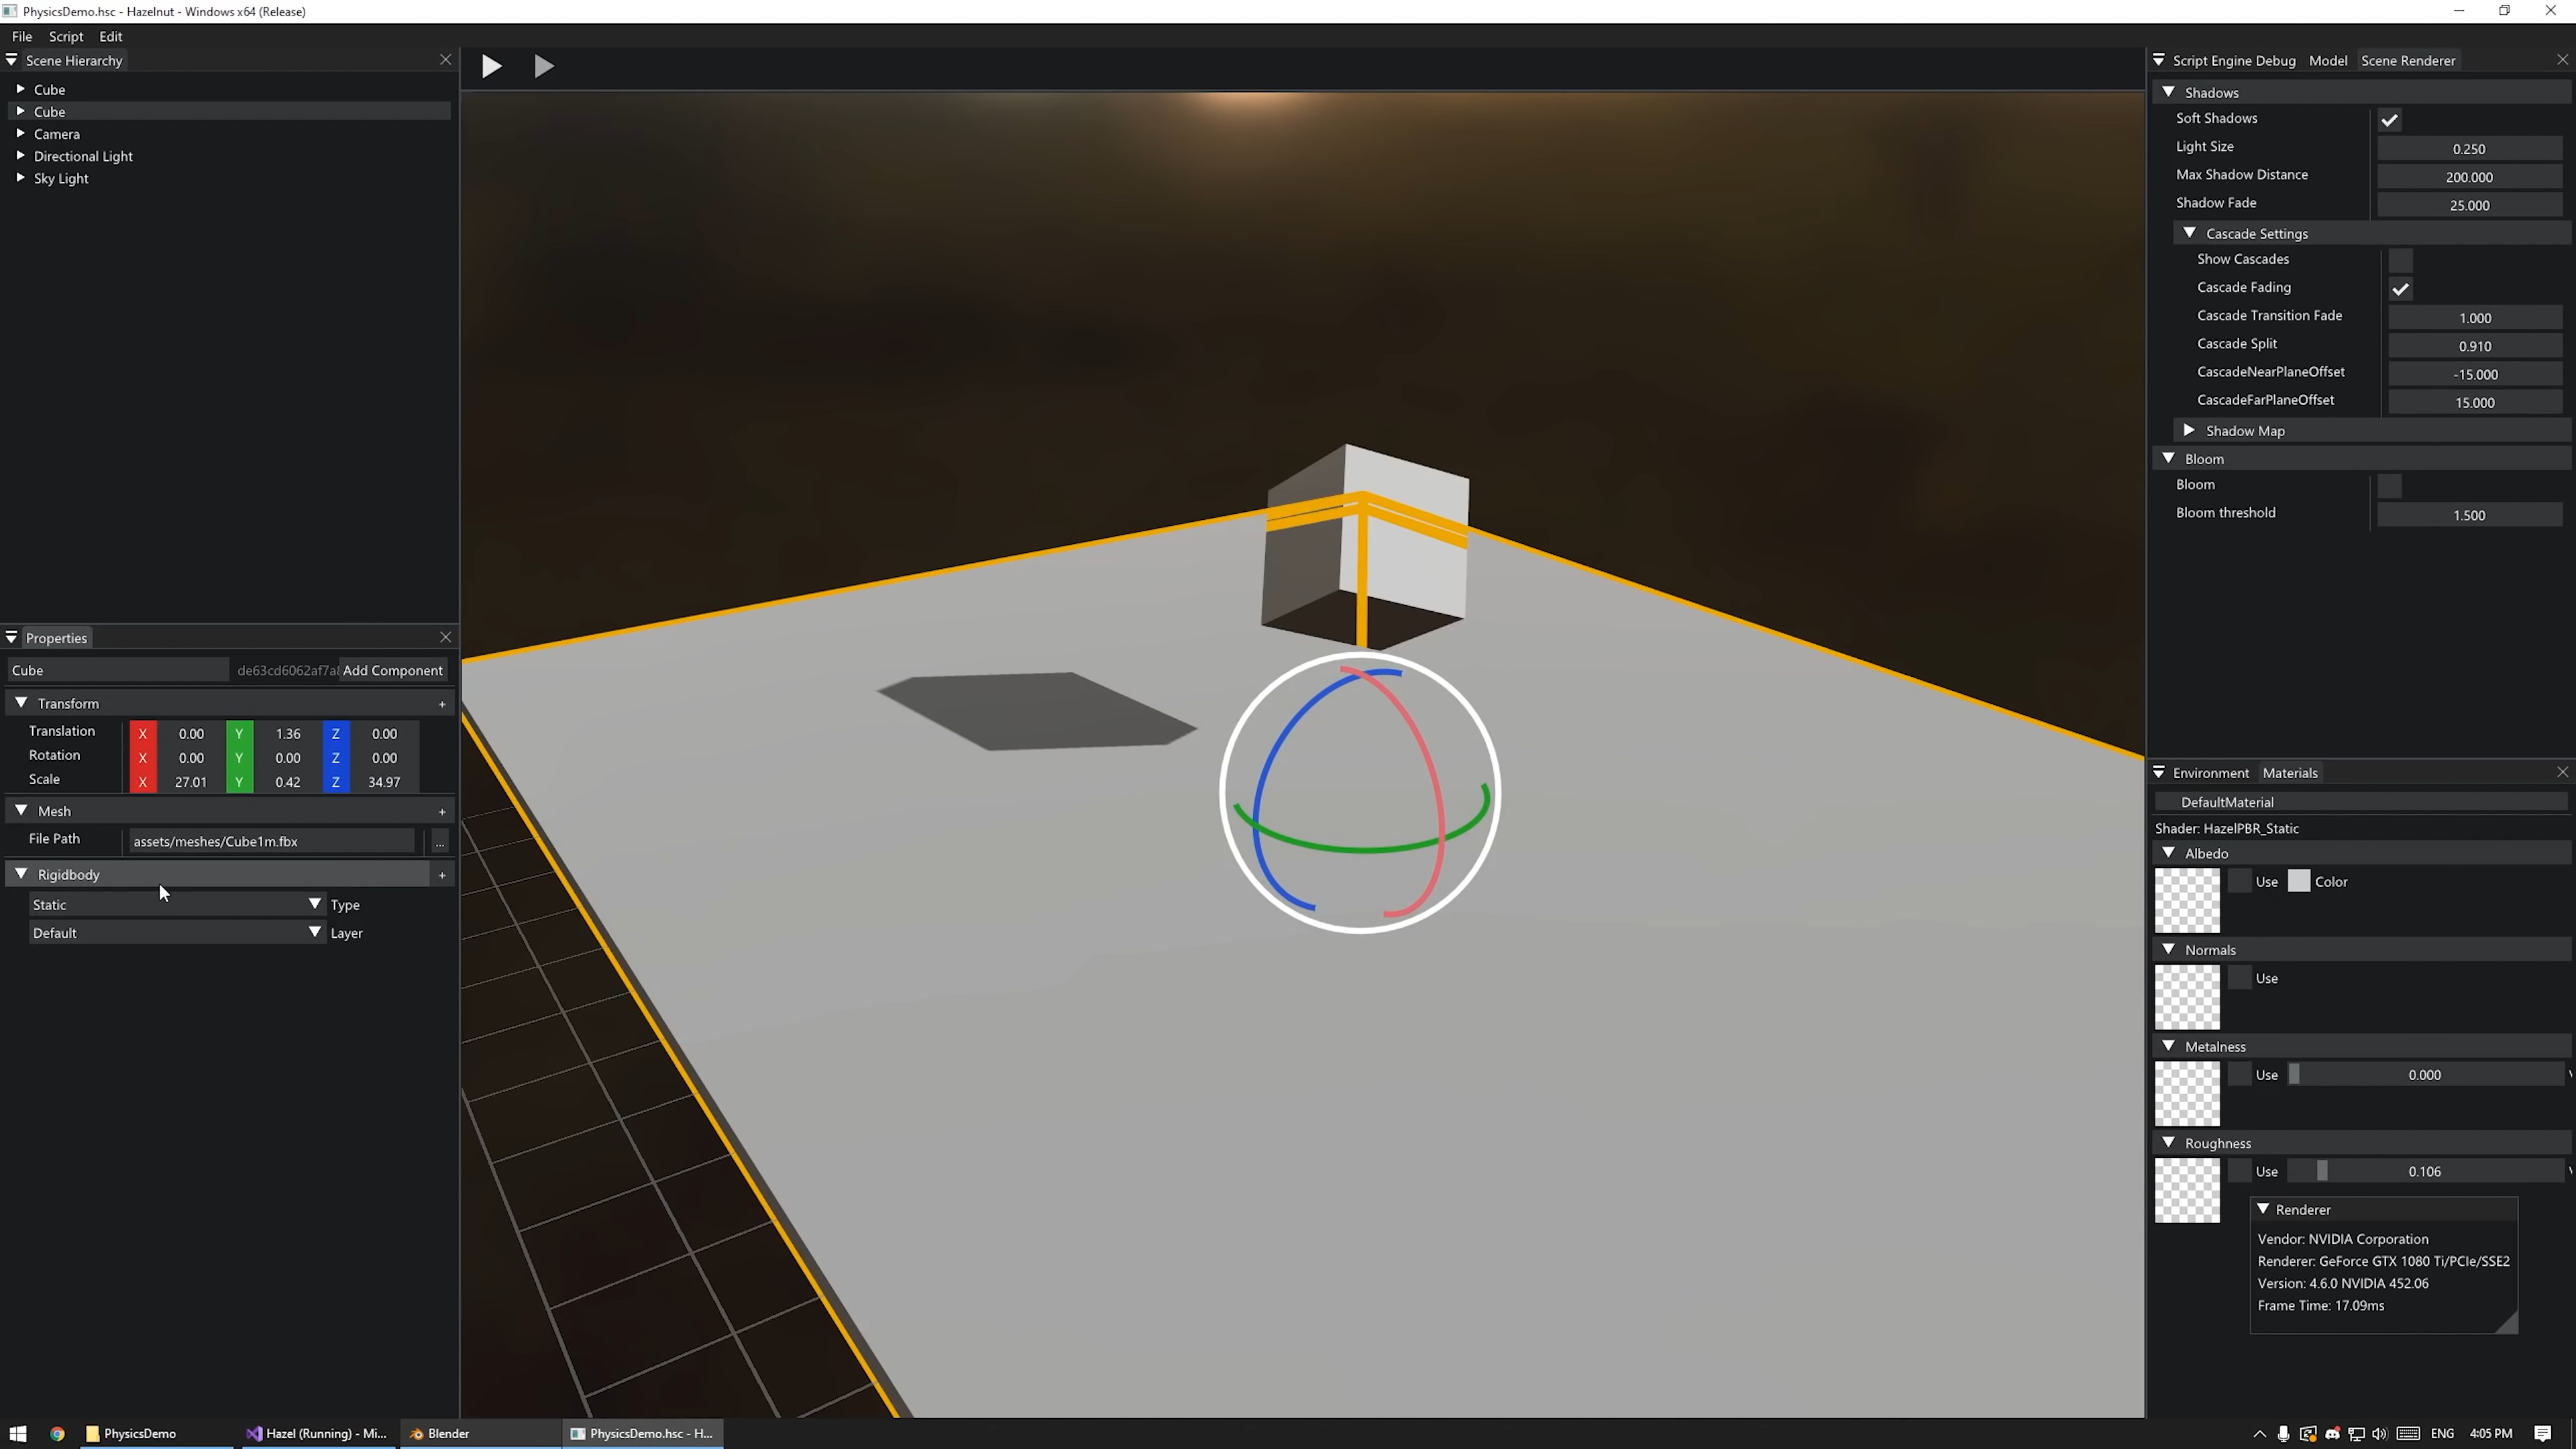 PhysicsDemo.hsc - Hazelnut - Windows x64 (Release)
File Script Edit
Scene Hierarchy
Cube
Cube
Camera
Directional Light
Sky Light
Properties
Cube de63cd6062af7a Add Component
Transform +
Translation X 0.00 Y 1.36 Z 0.00
Rotation X 0.00 Y 0.00 Z 0.00
Scale X 27.01 Y 0.42 Z 34.97
Mesh +
File Path assets/meshes/Cube1m.fbx ...
Rigidbody +
Static Type
Default Layer
Script Engine Debug Model Scene Renderer
Shadows
Soft Shadows
Light Size 0.250
Max Shadow Distance 200.000
Shadow Fade 25.000
Cascade Settings
Show Cascades
Cascade Fading
Cascade Transition Fade 1.000
Cascade Split 0.910
CascadeNearPlaneOffset -15.000
CascadeFarPlaneOffset 15.000
Shadow Map
Bloom
Bloom
Bloom threshold 1.500
Environment Materials
DefaultMaterial
Shader: HazelPBR_Static
Albedo
Use Color
Normals
Use
Metalness
Use 0.000
Roughness
Use 0.106
Renderer
Vendor: NVIDIA Corporation
Renderer: GeForce GTX 1080 Ti/PCIe/SSE2
Version: 4.6.0 NVIDIA 452.06
Frame Time: 17.09ms
PhysicsDemo Hazel (Running) - Mi... Blender PhysicsDemo.hsc - H... ENG 4:05 PM